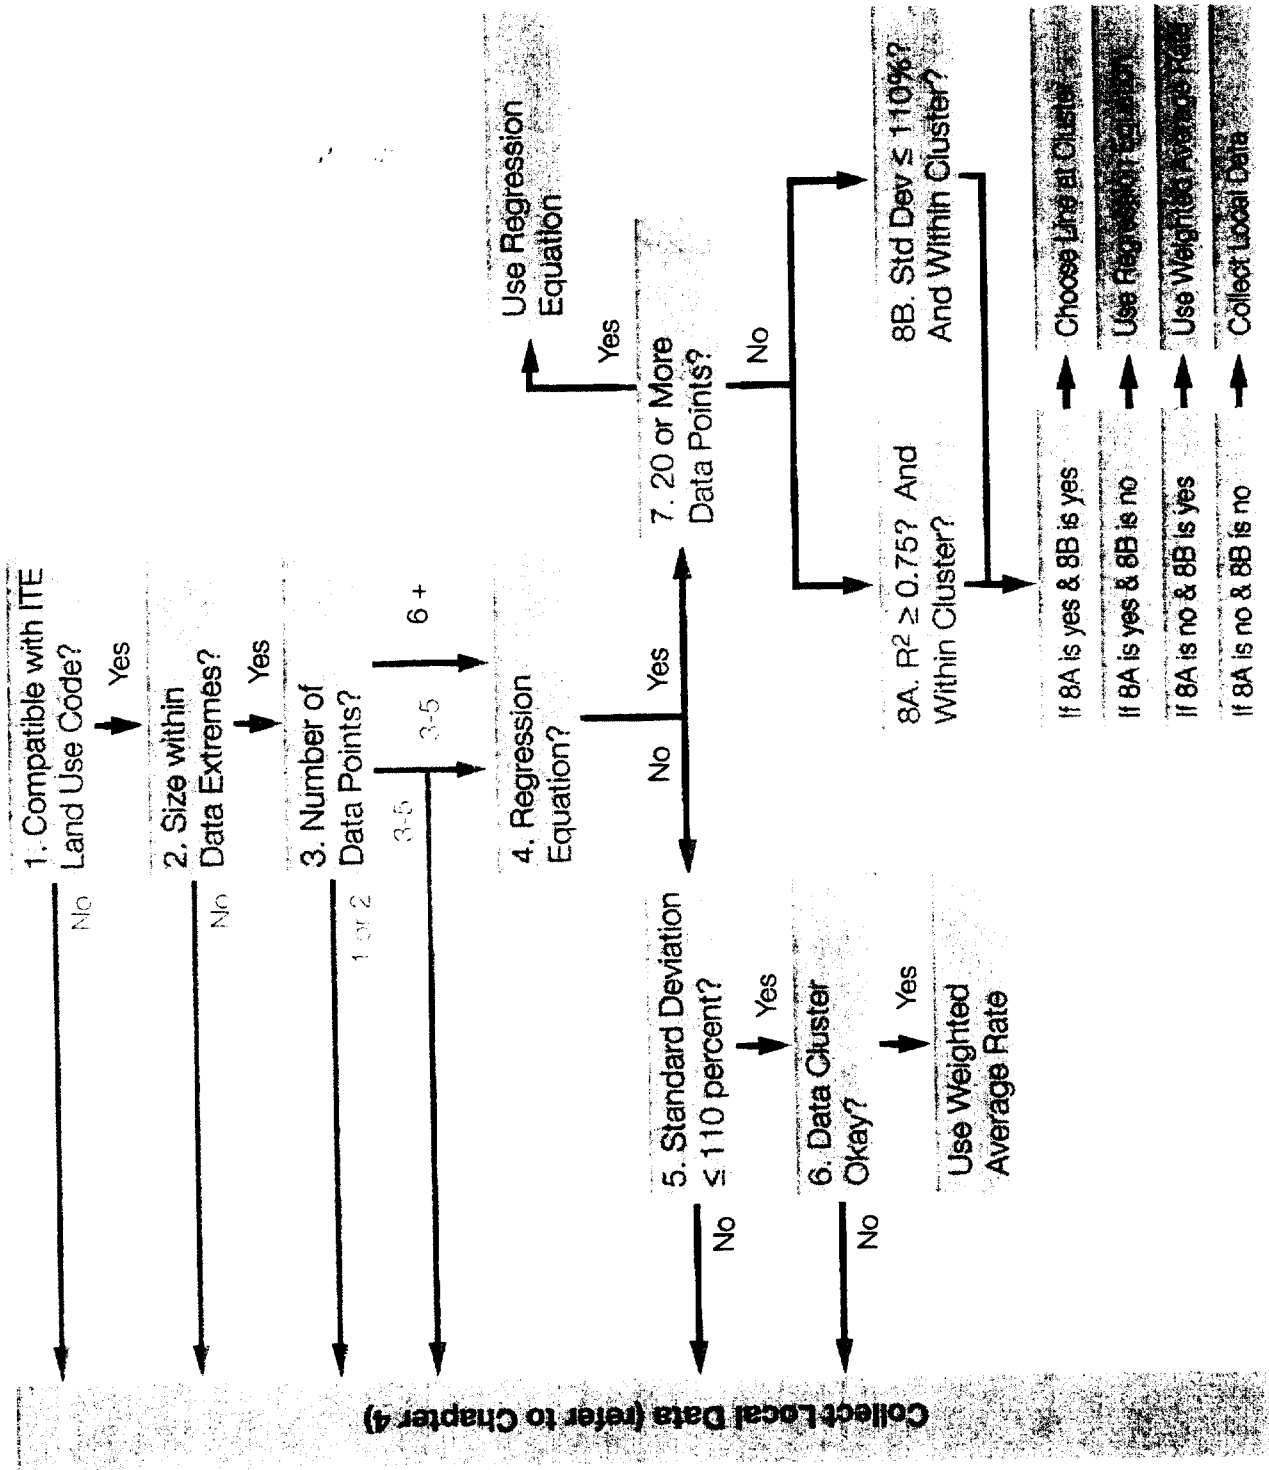 1. Compatible with ITE
Land Use Code?
No
Yes
2. Size within
Data Extremes?
No
Yes
3. Number of
Data Points?
1 or 2
3-5
3-5
6 +
4. Regression
Equation?
No
Yes
5. Standard Deviation
≤ 110 percent?
No
Yes
6. Data Cluster
Okay?
No
Yes
Use Weighted
Average Rate
7. 20 or More
Data Points?
Yes
No
Use Regression
Equation
8A. R² ≥ 0.75? And
Within Cluster?
8B. Std Dev ≤ 110%?
And Within Cluster?
If 8A is yes & 8B is yes
Choose Line at Cluster
If 8A is yes & 8B is no
Use Regression Equation
If 8A is no & 8B is yes
Use Weighted Average Rate
If 8A is no & 8B is no
Collect Local Data
Collect Local Data (refer to Chapter 4)